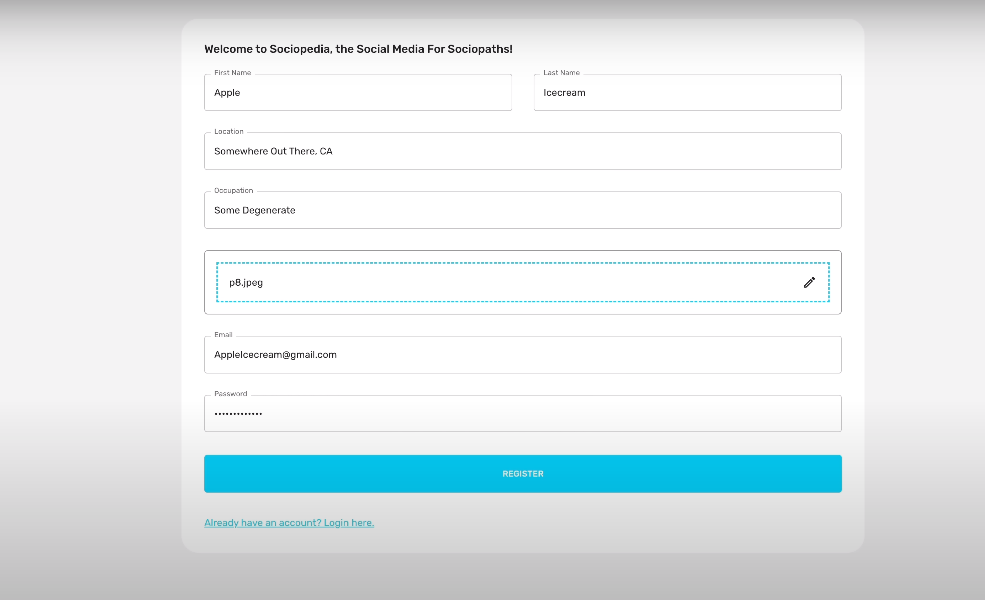 Welcome to Sociopedia, the Social Media For Sociopaths!
First Name
Last Name
Apple
Icecream
Location
Somewhere Out There, CA
Occupation
Some Degenerate
p8.jpeg
Email
AppleIcecream@gmail.com
Password
•••••••••••••
REGISTER
Already have an account? Login here.